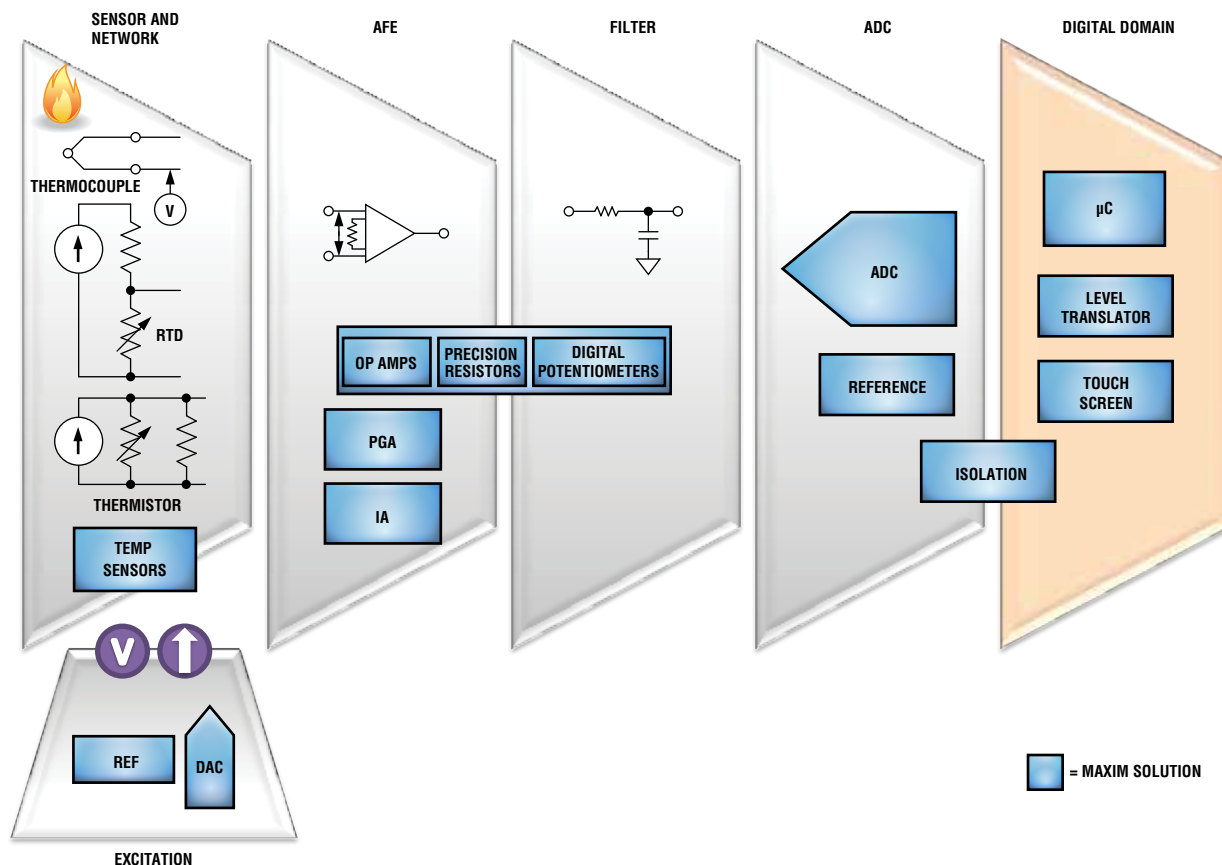 SENSOR AND
NETWORK
AFE
FILTER
ADC
DIGITAL DOMAIN
THERMOCOUPLE
V
RTD
THERMISTOR
TEMP
SENSORS
OP AMPS
PRECISION
RESISTORS
DIGITAL
POTENTIOMETERS
PGA
IA
ADC
REFERENCE
ISOLATION
µC
LEVEL
TRANSLATOR
TOUCH
SCREEN
V
REF
DAC
EXCITATION
= MAXIM SOLUTION